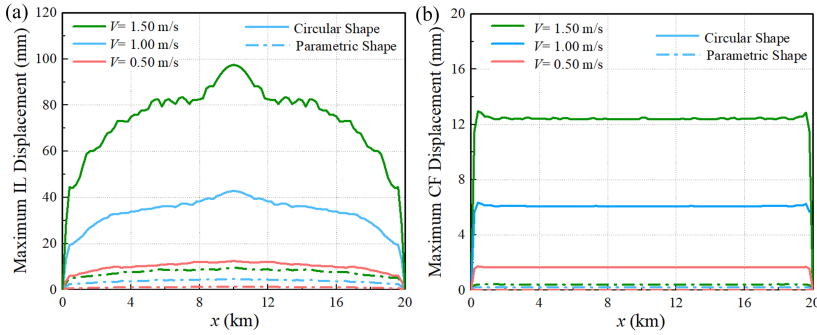 (a)
Maximum IL Displacement (mm)
120
100
80
60
40
20
0
V= 1.50 m/s
V= 1.00 m/s
V= 0.50 m/s
Circular Shape
Parametric Shape
0 4 8 12 16 20
x (km)
(b)
Maximum CF Displacement (mm)
20
16
12
8
4
0
V= 1.50 m/s
V= 1.00 m/s
V= 0.50 m/s
Circular Shape
Parametric Shape
0 4 8 12 16 20
x (km)